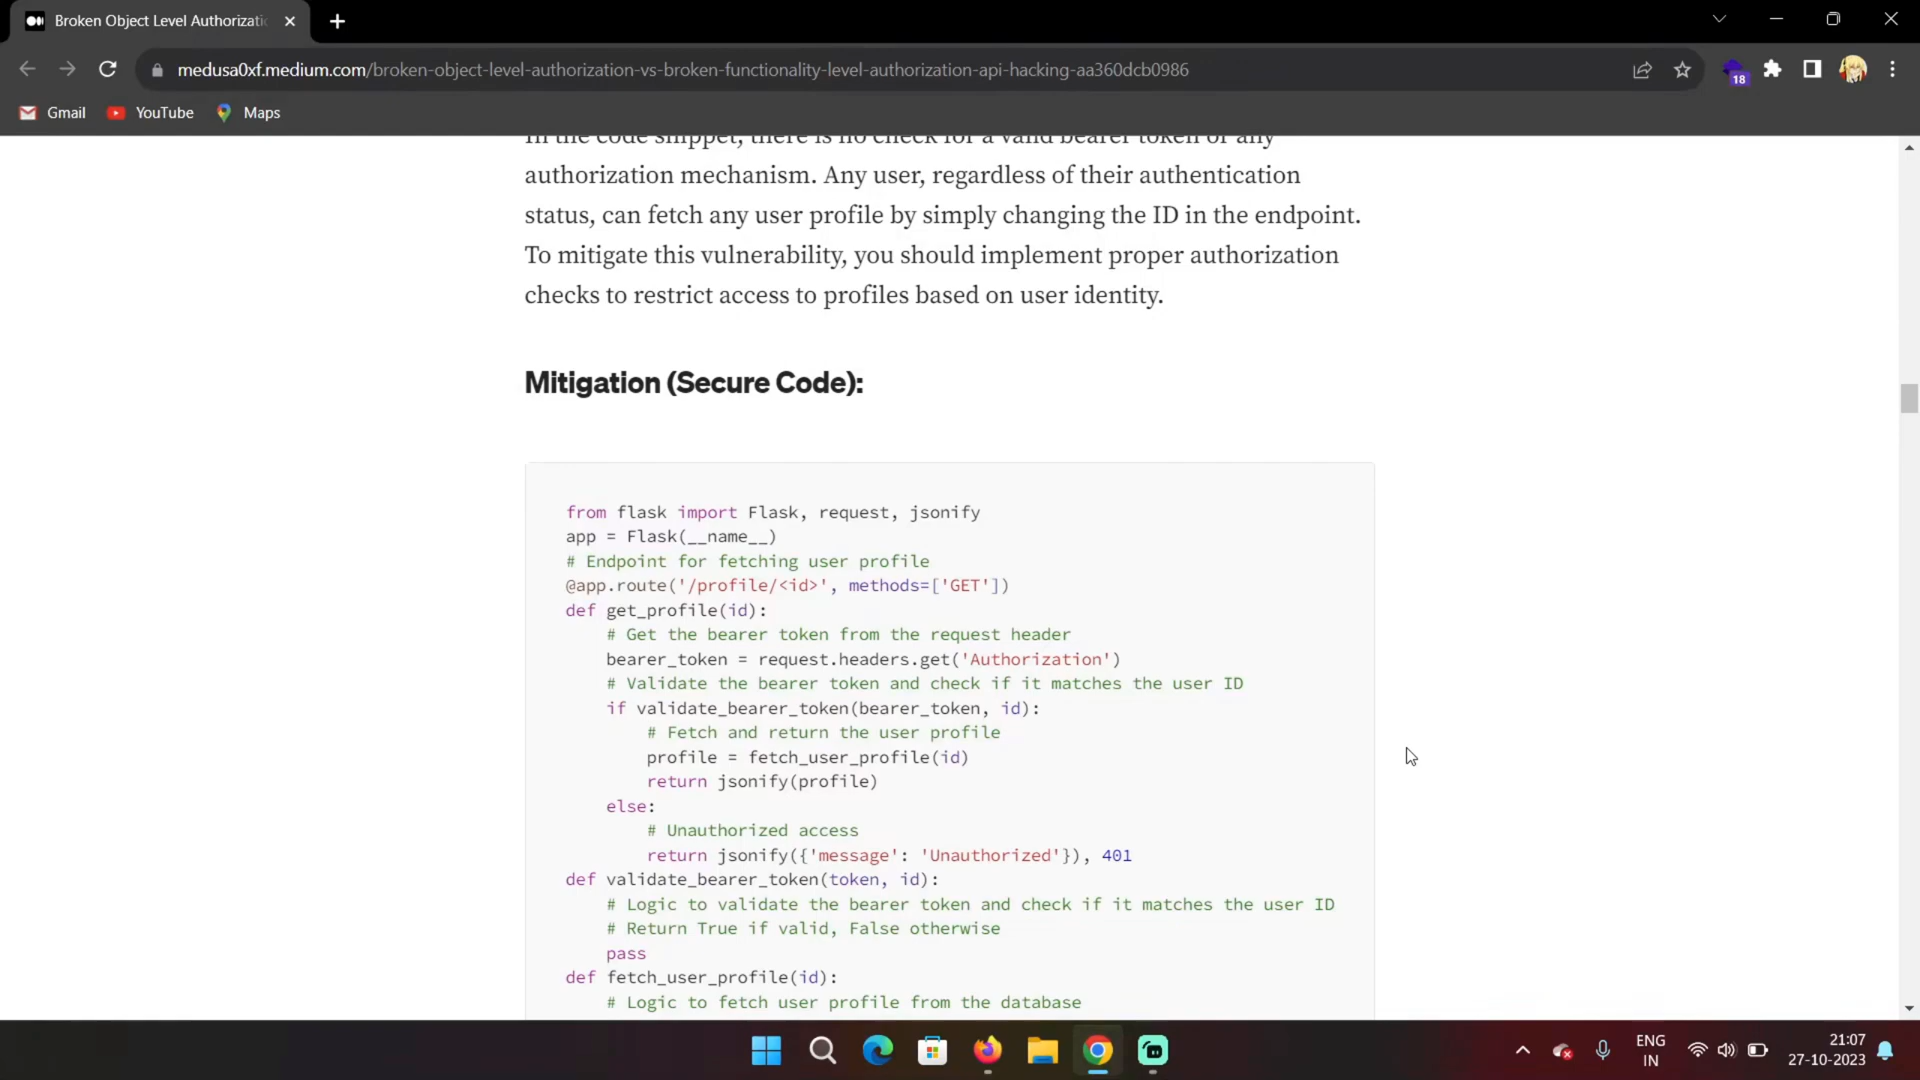 Broken Object Level Authorizatio
medusa0xf.medium.com/broken-object-level-authorization-vs-broken-functionality-level-authorization-api-hacking-aa360dcb0986
18
Gmail
YouTube
Maps
In the code snippet, there is no check for a valid bearer token or any
authorization mechanism. Any user, regardless of their authentication
status, can fetch any user profile by simply changing the ID in the endpoint.
To mitigate this vulnerability, you should implement proper authorization
checks to restrict access to profiles based on user identity.
Mitigation (Secure Code):
from flask import Flask, request, jsonify
app = Flask(__name__)
# Endpoint for fetching user profile
@app.route('/profile/<id>', methods=['GET'])
def get_profile(id):
    # Get the bearer token from the request header
    bearer_token = request.headers.get('Authorization')
    # Validate the bearer token and check if it matches the user ID
    if validate_bearer_token(bearer_token, id):
        # Fetch and return the user profile
        profile = fetch_user_profile(id)
        return jsonify(profile)
    else:
        # Unauthorized access
        return jsonify({'message': 'Unauthorized'}), 401
def validate_bearer_token(token, id):
    # Logic to validate the bearer token and check if it matches the user ID
    # Return True if valid, False otherwise
    pass
def fetch_user_profile(id):
    # Logic to fetch user profile from the database
ENG
IN
21:07
27-10-2023